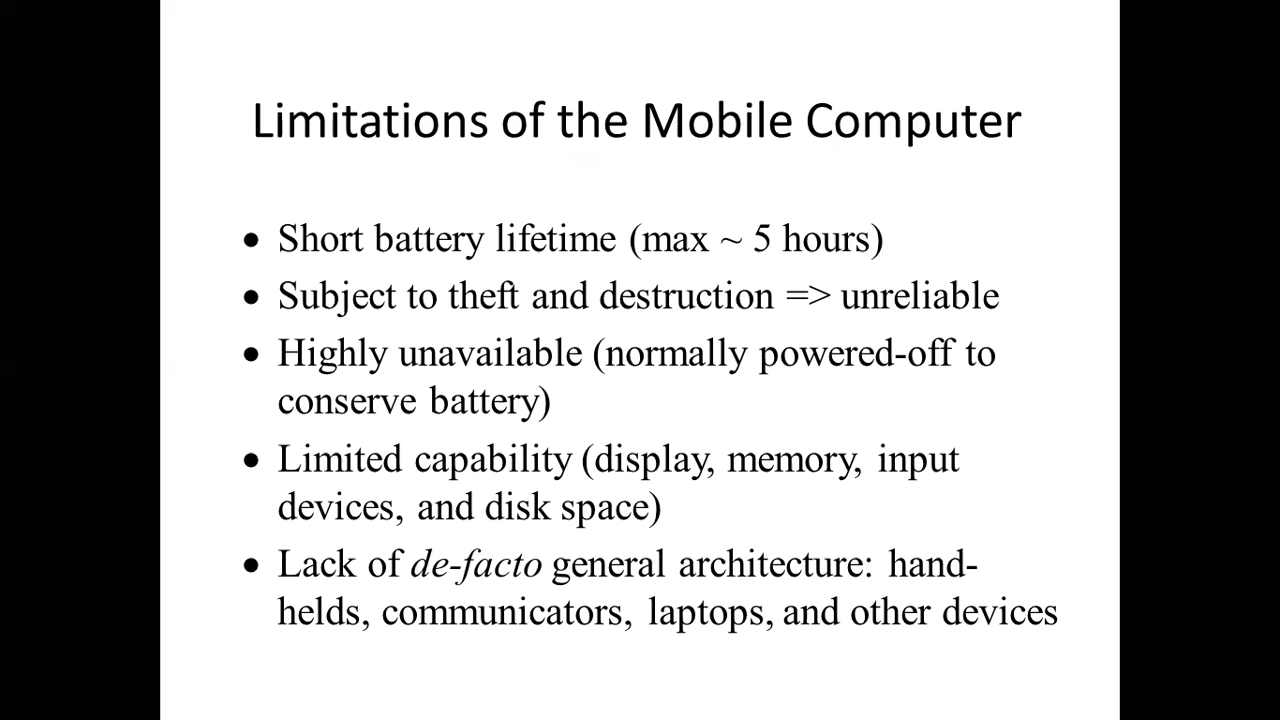 Limitations of the Mobile Computer
• Short battery lifetime (max ~ 5 hours)
• Subject to theft and destruction => unreliable
• Highly unavailable (normally powered-off to
conserve battery)
• Limited capability (display, memory, input
devices, and disk space)
• Lack of de-facto general architecture: hand-
helds, communicators, laptops, and other devices